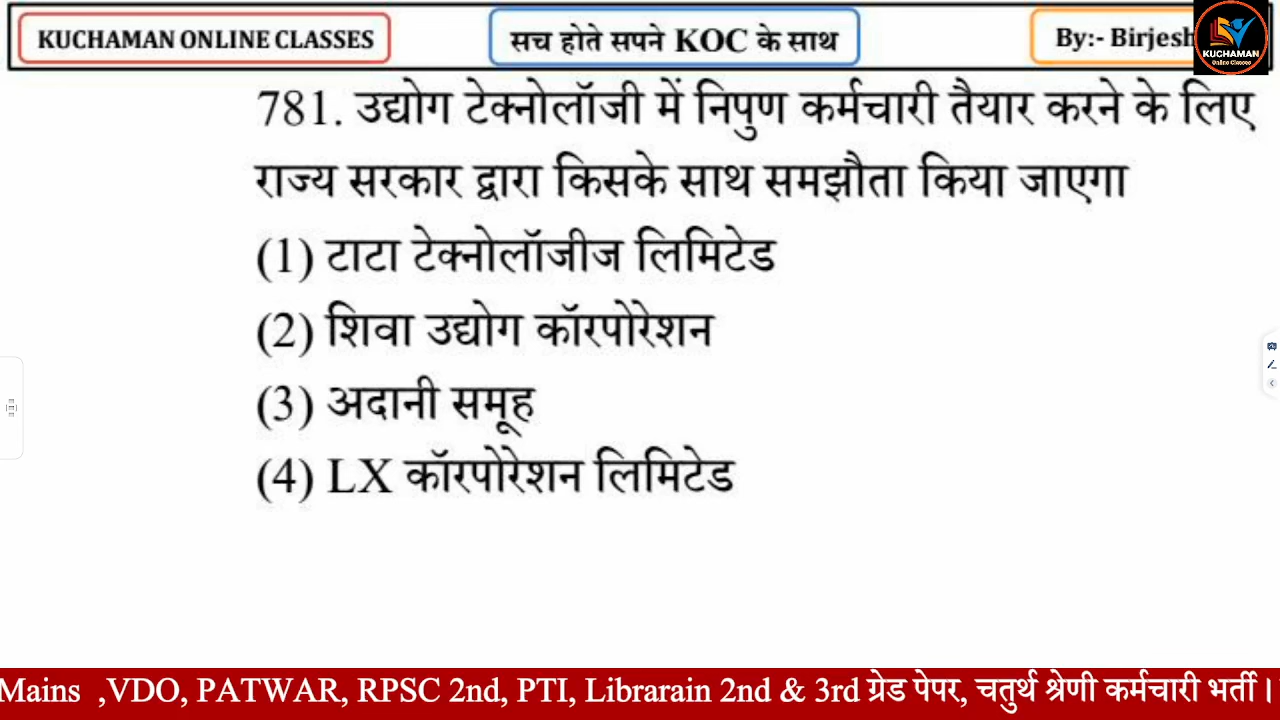 KUCHAMAN ONLINE CLASSES
सच होते सपने KOC के साथ
By:- Birjesh
KUCHAMAN
Online Classes
781. उद्योग टेक्नोलॉजी में निपुण कर्मचारी तैयार करने के लिए
राज्य सरकार द्वारा किसके साथ समझौता किया जाएगा
(1) टाटा टेक्नोलॉजीज लिमिटेड
(2) शिवा उद्योग कॉरपोरेशन
(3) अदानी समूह
(4) LX कॉरपोरेशन लिमिटेड
Mains ,VDO, PATWAR, RPSC 2nd, PTI, Librarain 2nd & 3rd ग्रेड पेपर, चतुर्थ श्रेणी कर्मचारी भर्ती।